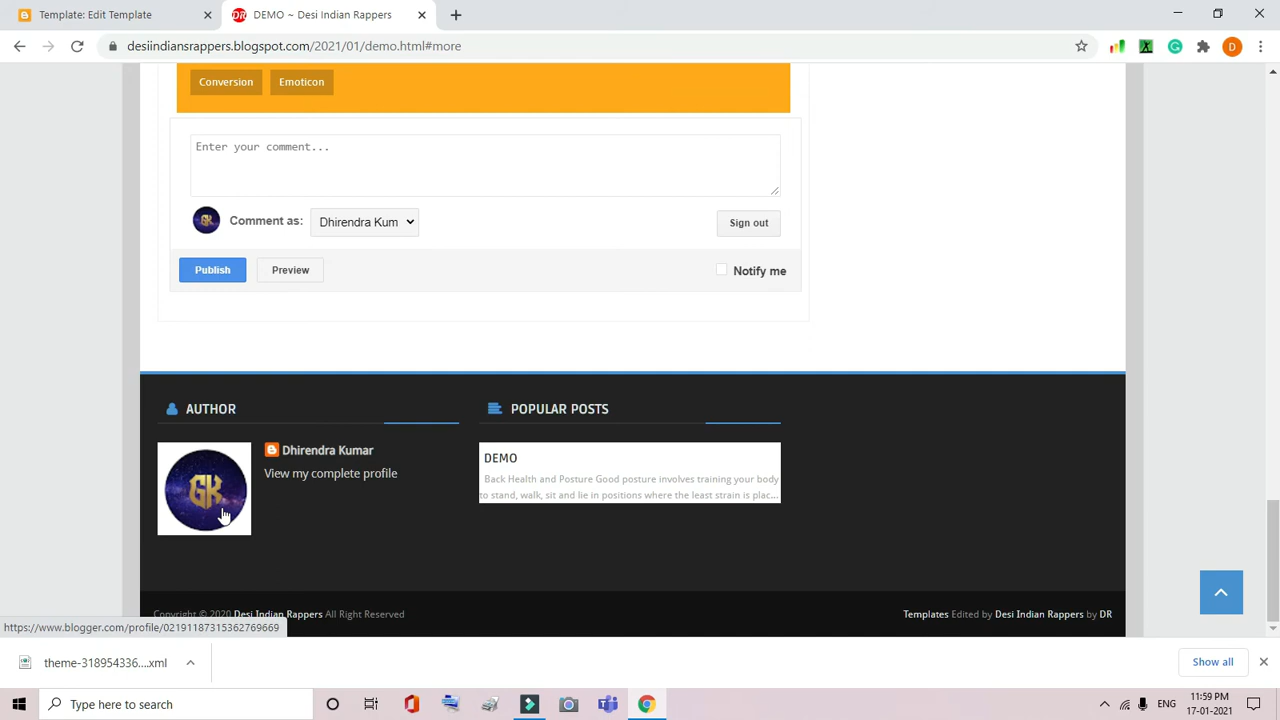 Template: Edit Template
DEMO ~ Desi Indian Rappers
desiindiansrappers.blogspot.com/2021/01/demo.html#more
D
Conversion
Emoticon
Enter your comment...
GK
Comment as:
Dhirendra Kum
Sign out
Publish
Preview
Notify me
AUTHOR
POPULAR POSTS
GK
Dhirendra Kumar
View my complete profile
DEMO
Back Health and Posture Good posture involves training your body
to stand, walk, sit and lie in positions where the least strain is plac...
Copyright © 2020 Desi Indian Rappers All Right Reserved
Templates Edited by Desi Indian Rappers by DR
https://www.blogger.com/profile/02191187315362769669
theme-318954336....xml
Show all
Type here to search
ENG
11:59 PM
17-01-2021